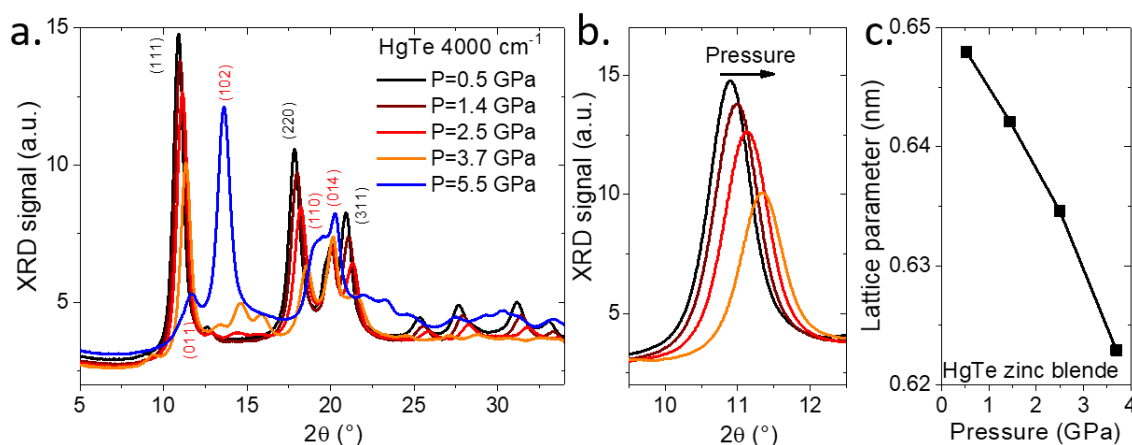 a.
15
10
5
XRD signal (a.u.)
5 10 15 20 25 30
2θ (°)
(111)
(011)
(102)
(220)
(110)
(014)
(311)
HgTe 4000 cm⁻¹
P=0.5 GPa
P=1.4 GPa
P=2.5 GPa
P=3.7 GPa
P=5.5 GPa
b.
Pressure
15
10
5
XRD signal (a.u.)
10 11 12
2θ (°)
c.
0.65
0.64
0.63
0.62
Lattice parameter (nm)
HgTe zinc blende
0 1 2 3 4
Pressure (GPa)